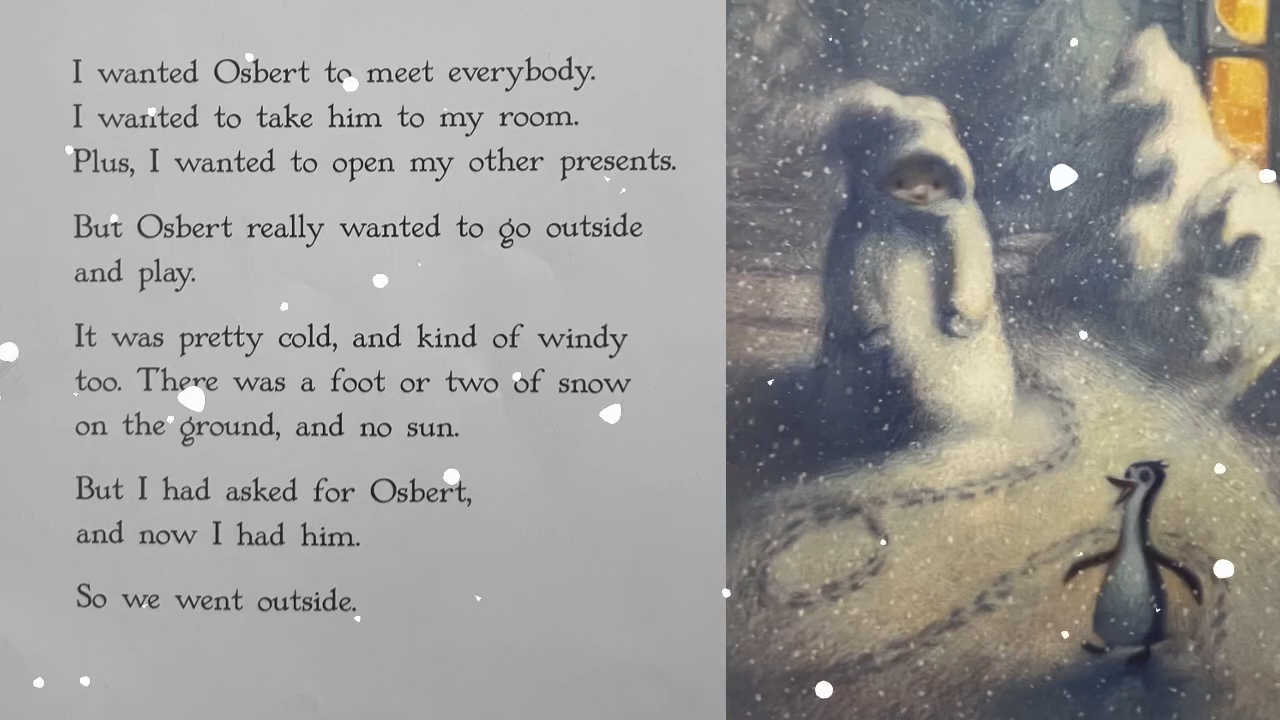 I wanted Osbert to meet everybody.
I wanted to take him to my room.
Plus, I wanted to open my other presents.
But Osbert really wanted to go outside
and play.
It was pretty cold, and kind of windy
too. There was a foot or two of snow
on the ground, and no sun.
But I had asked for Osbert,
and now I had him.
So we went outside.